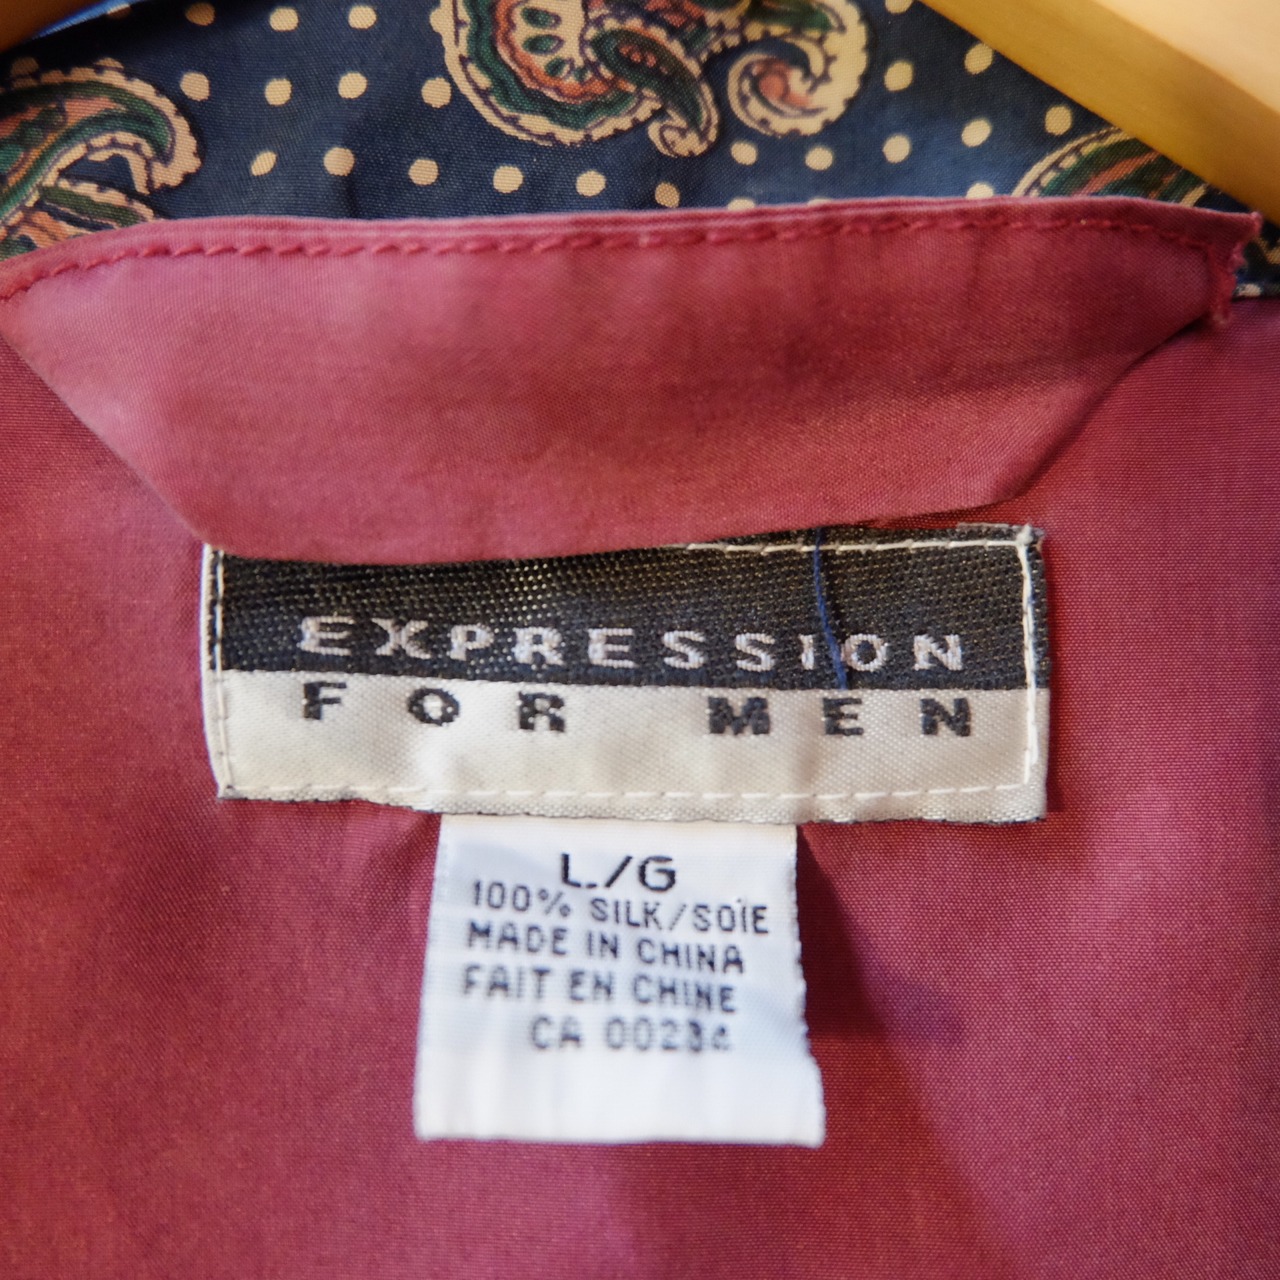 EXPRESSION
FOR MEN
L/G
100% SILK/SOIE
MADE IN CHINA
FAIT EN CHINE
CA 00234